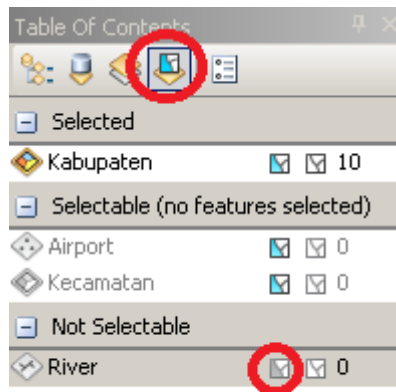 Table Of Contents
Selected
Kabupaten 10
Selectable (no features selected)
Airport 0
Kecamatan 0
Not Selectable
River 0